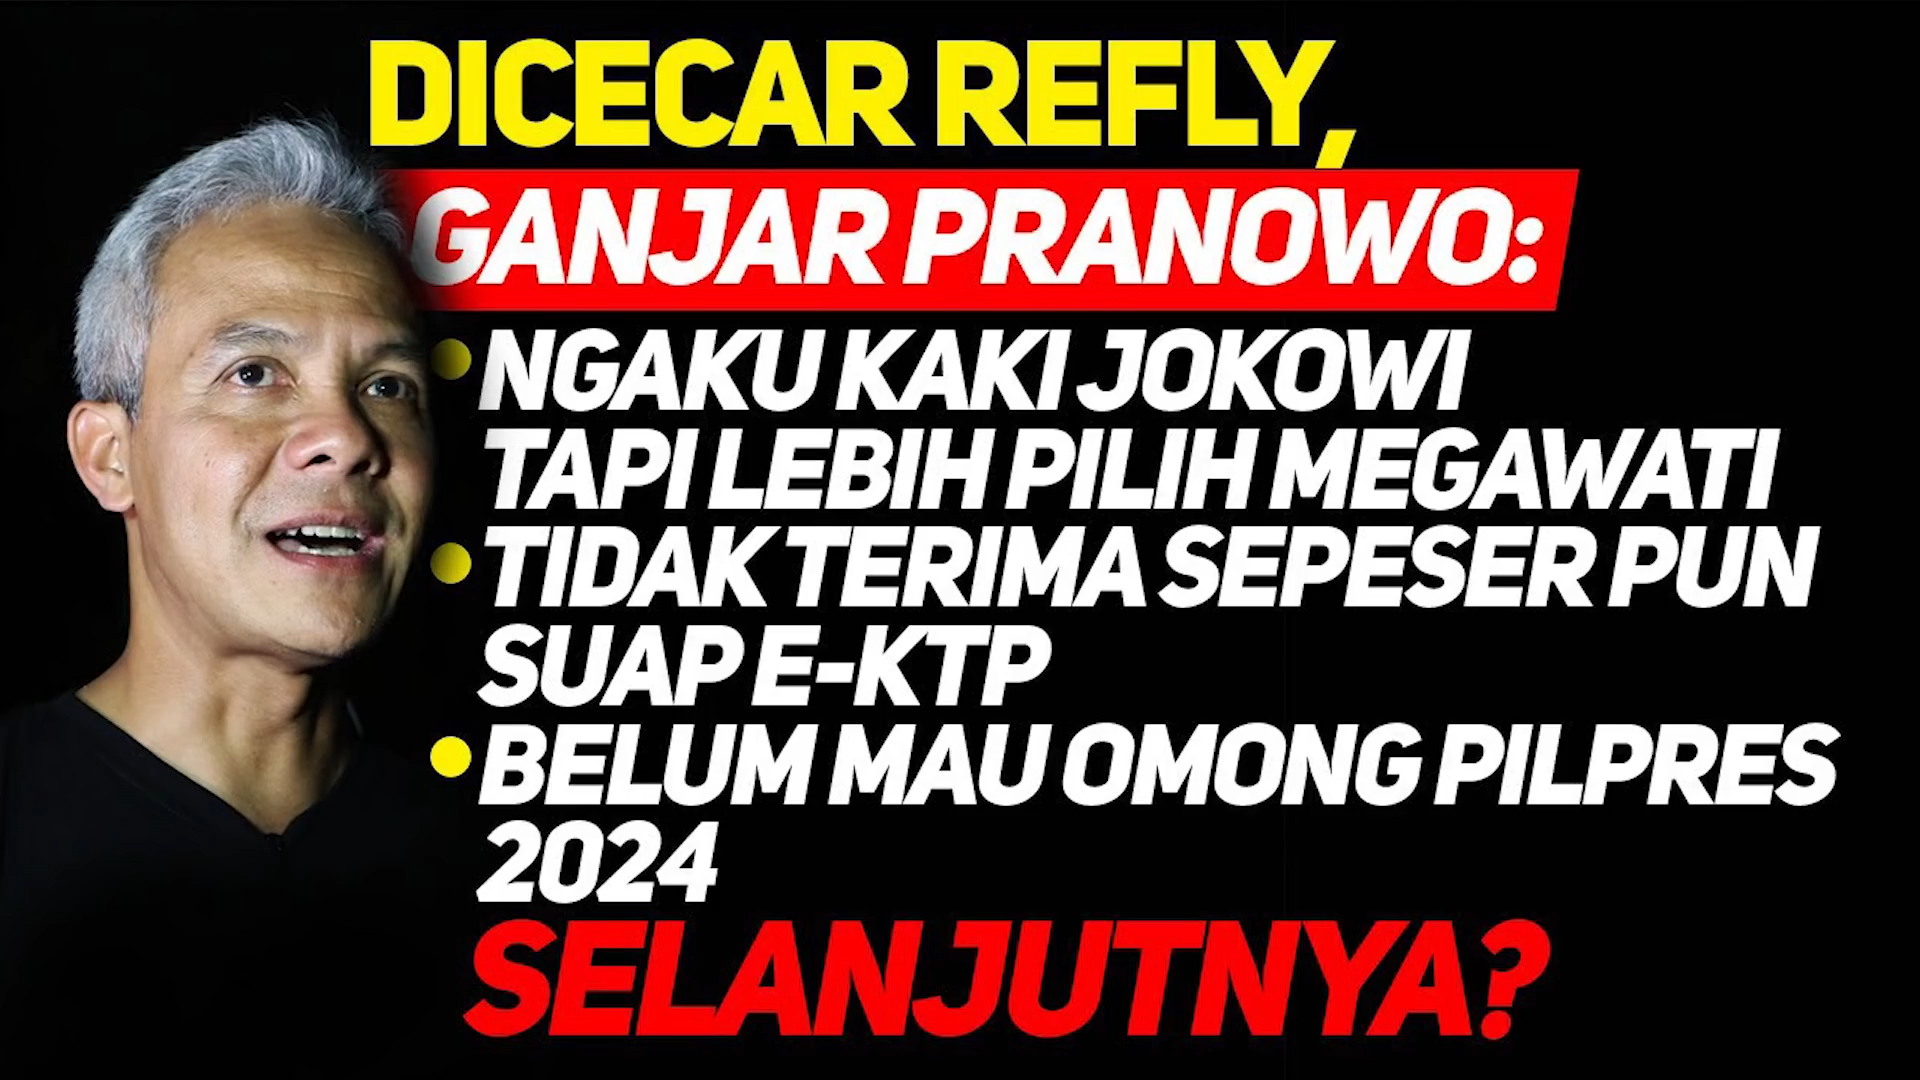 DICECAR REFLY,
GANJAR PRANOWO:
• NGAKU KAKI JOKOWI
TAPI LEBIH PILIH MEGAWATI
• TIDAK TERIMA SEPESER PUN
SUAP E-KTP
• BELUM MAU OMONG PILPRES
2024
SELANJUTNYA?